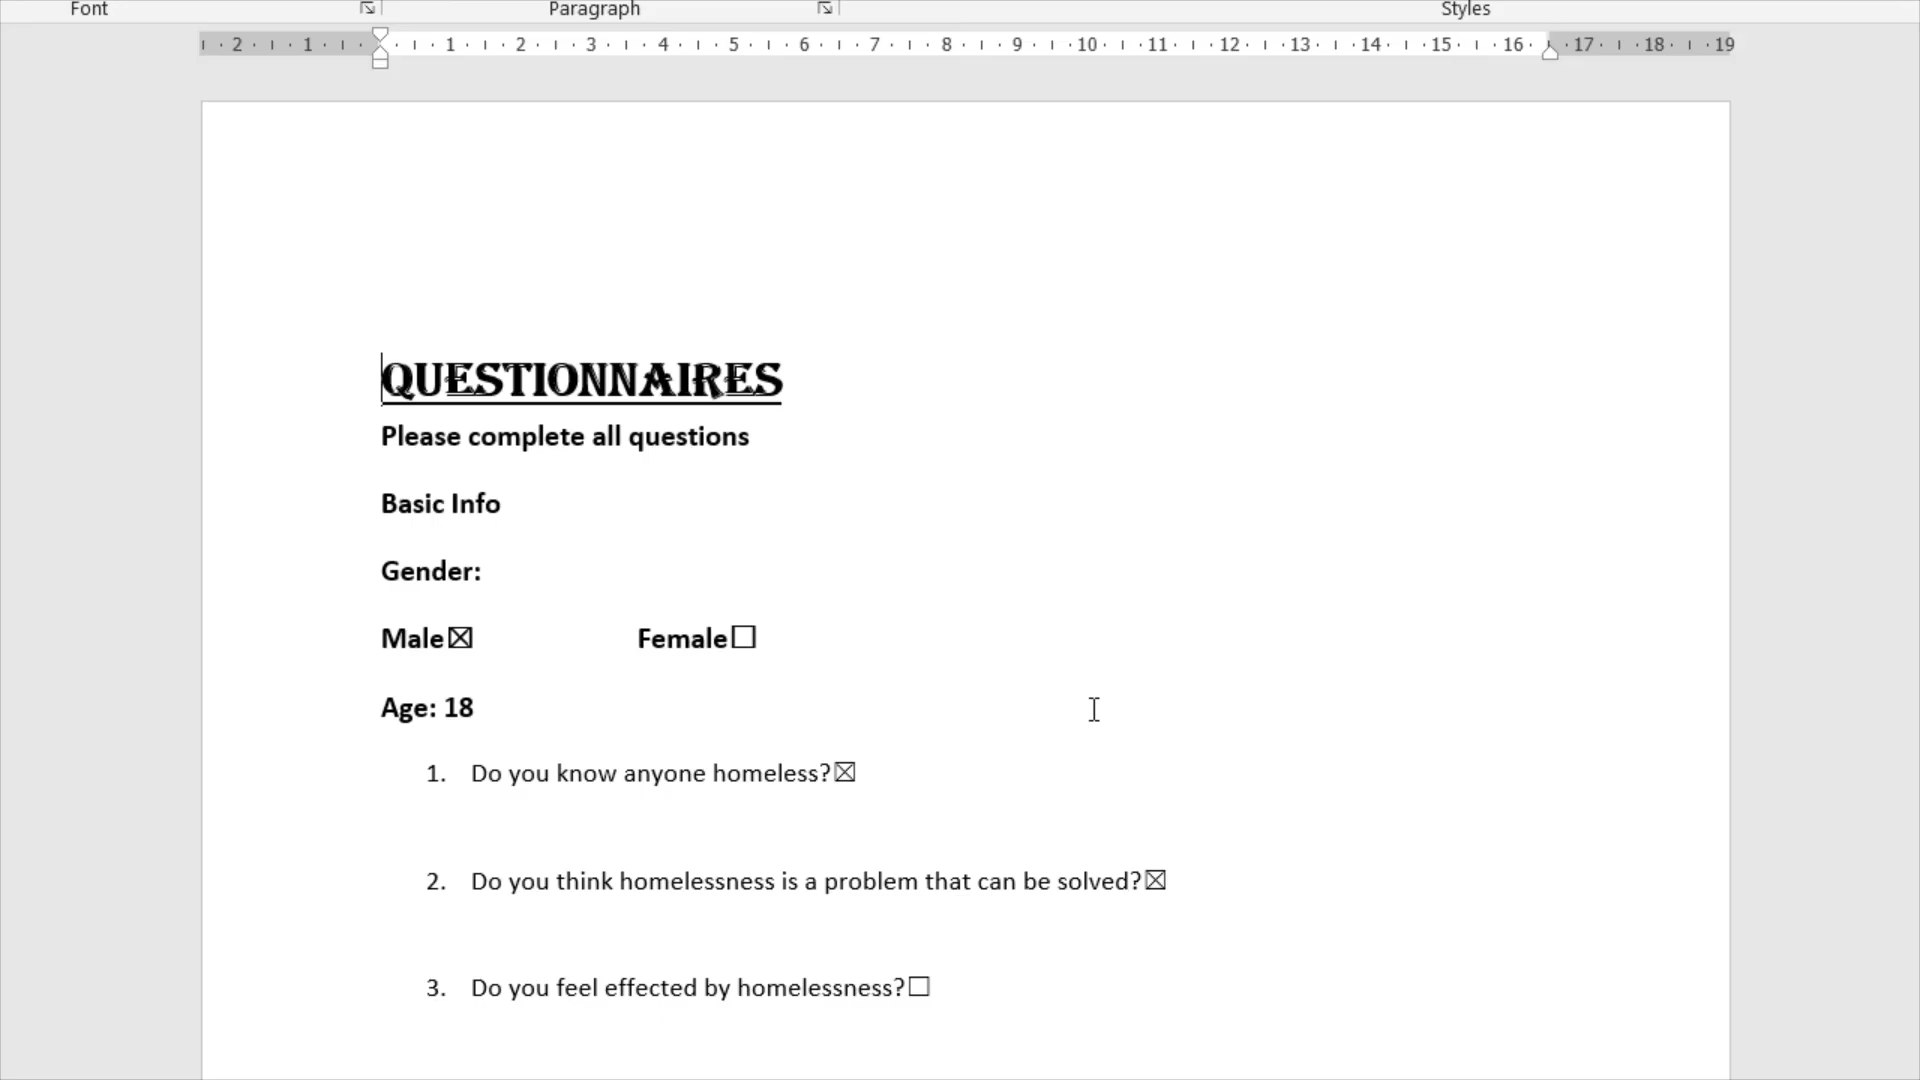 Font Paragraph Styles
2 1 1 2 3 4 5 6 7 8 9 10 11 12 13 14 15 16 17 18 19
QUESTIONNAIRES
Please complete all questions
Basic Info
Gender:
Male☒ Female☐
Age: 18
1. Do you know anyone homeless?☒
2. Do you think homelessness is a problem that can be solved?☒
3. Do you feel effected by homelessness?☐